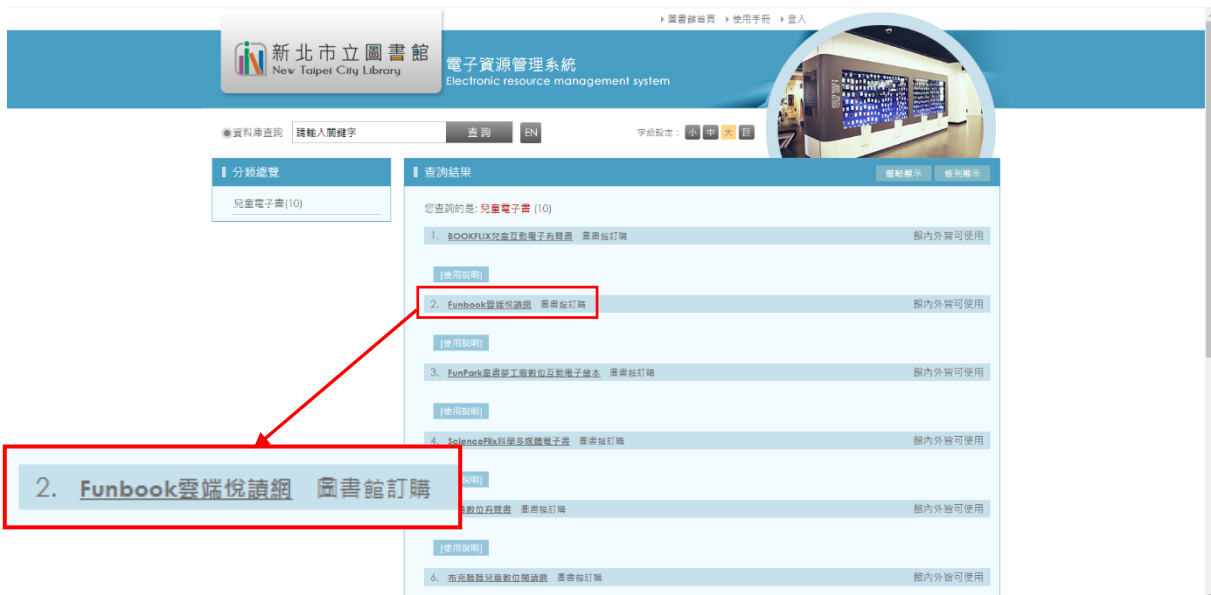 圖書館首頁 使用手冊 登入
新北市立圖書館
New Taipei City Library
電子資源管理系統
Electronic resource management system
資料庫查詢 請輸入關鍵字 查詢 EN 字級設定： 小 中 大 巨
分類總覽
兒童電子書(10)
查詢結果 簡略顯示 條列顯示
您查詢的是: 兒童電子書 (10)
1. BOOKFLIX兒童互動電子有聲書 圖書館訂購 館內外皆可使用
[使用說明]
2. Funbook雲端悅讀網 圖書館訂購 館內外皆可使用
[使用說明]
3. FunPark童書夢工廠數位互動電子繪本 圖書館訂購 館內外皆可使用
[使用說明]
4. ScienceFlix科學多媒體電子書 圖書館訂購 館內外皆可使用
2. Funbook雲端悅讀網 圖書館訂購
說明]
數位有聲書 圖書館訂購 館內外皆可使用
[使用說明]
6. 布克聽聽兒童數位閱讀網 圖書館訂購 館內外皆可使用